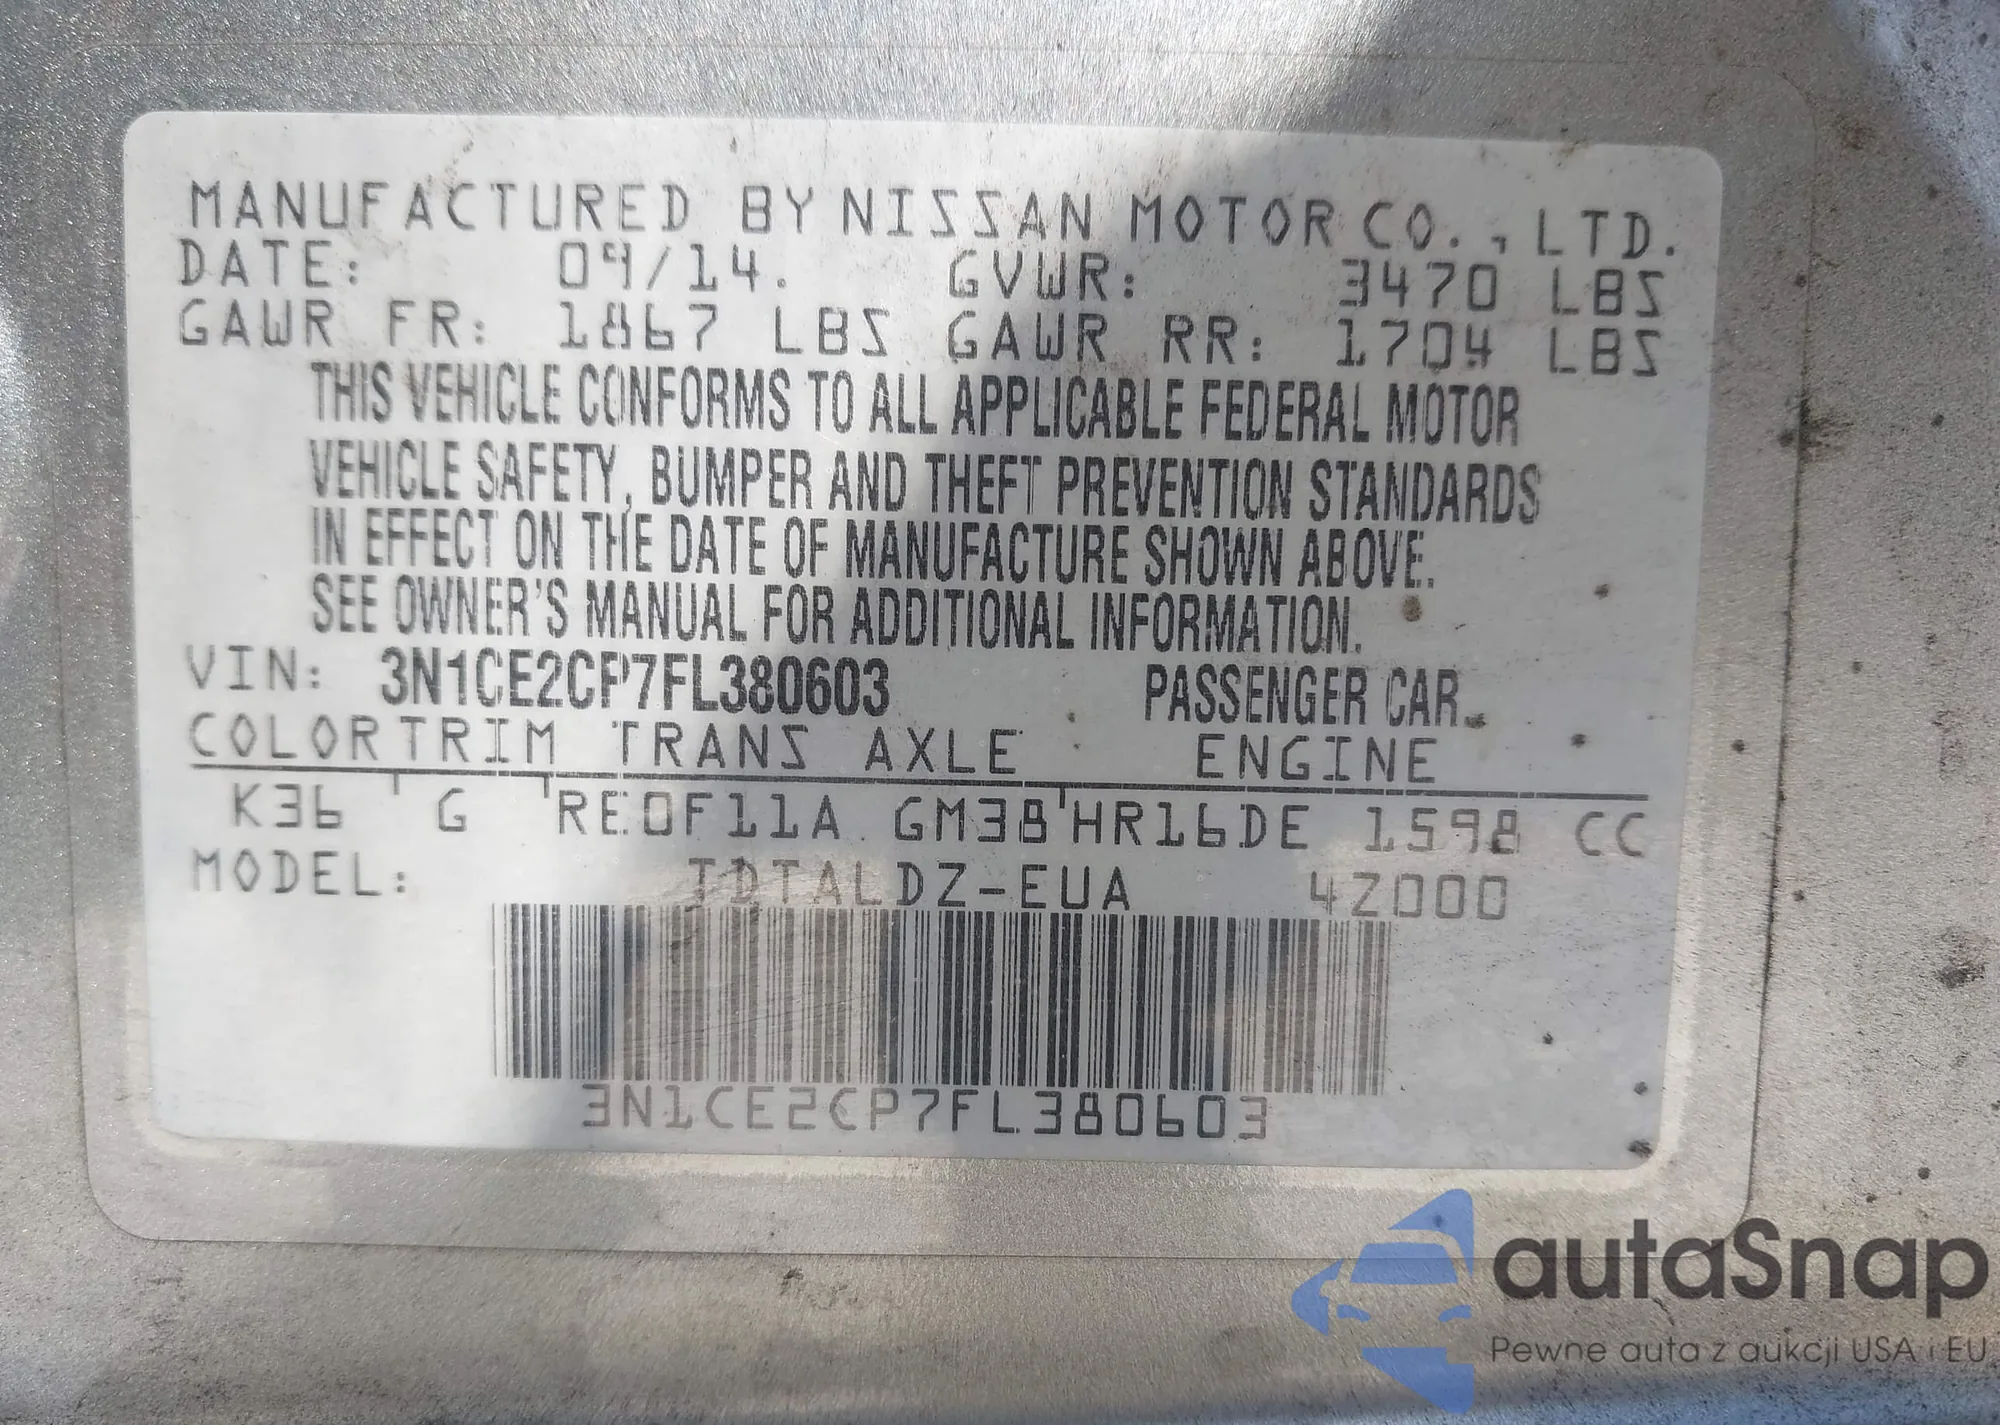 MANUFACTURED BY NISSAN MOTOR CO., LTD.
DATE: 09/14. GVWR: 3470 LBS
GAWR FR: 1867 LBS GAWR RR: 1704 LBS
THIS VEHICLE CONFORMS TO ALL APPLICABLE FEDERAL MOTOR
VEHICLE SAFETY, BUMPER AND THEFT PREVENTION STANDARDS
IN EFFECT ON THE DATE OF MANUFACTURE SHOWN ABOVE.
SEE OWNER'S MANUAL FOR ADDITIONAL INFORMATION.
VIN: 3N1CE2CP7FL380603 PASSENGER CAR
COLOR TRIM TRANS AXLE ENGINE
K36 G RE0F11A GM38 HR16DE 1598 CC
MODEL: TDTALDZ-EUA 4Z000
3N1CE2CP7FL380603
autaSnap
Pewne auta z aukcji USA i EU